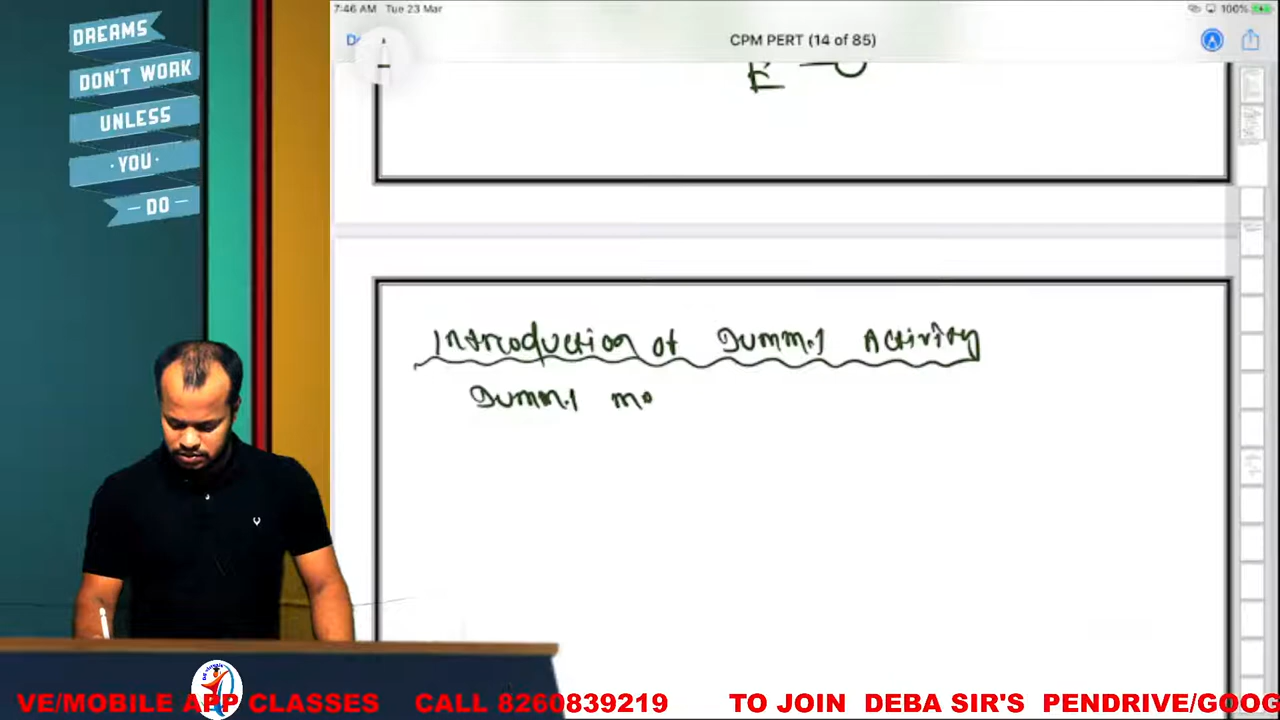 7:46 AM Tue 23 Mar
100%
CPM PERT (14 of 85)
DREAMS
DON'T WORK
UNLESS
· YOU ·
— DO —
Introduction of Dummy Activity
Dummy
VE/MOBILE APP CLASSES CALL 8260839219 TO JOIN DEBA SIR'S PENDRIVE/GOOG